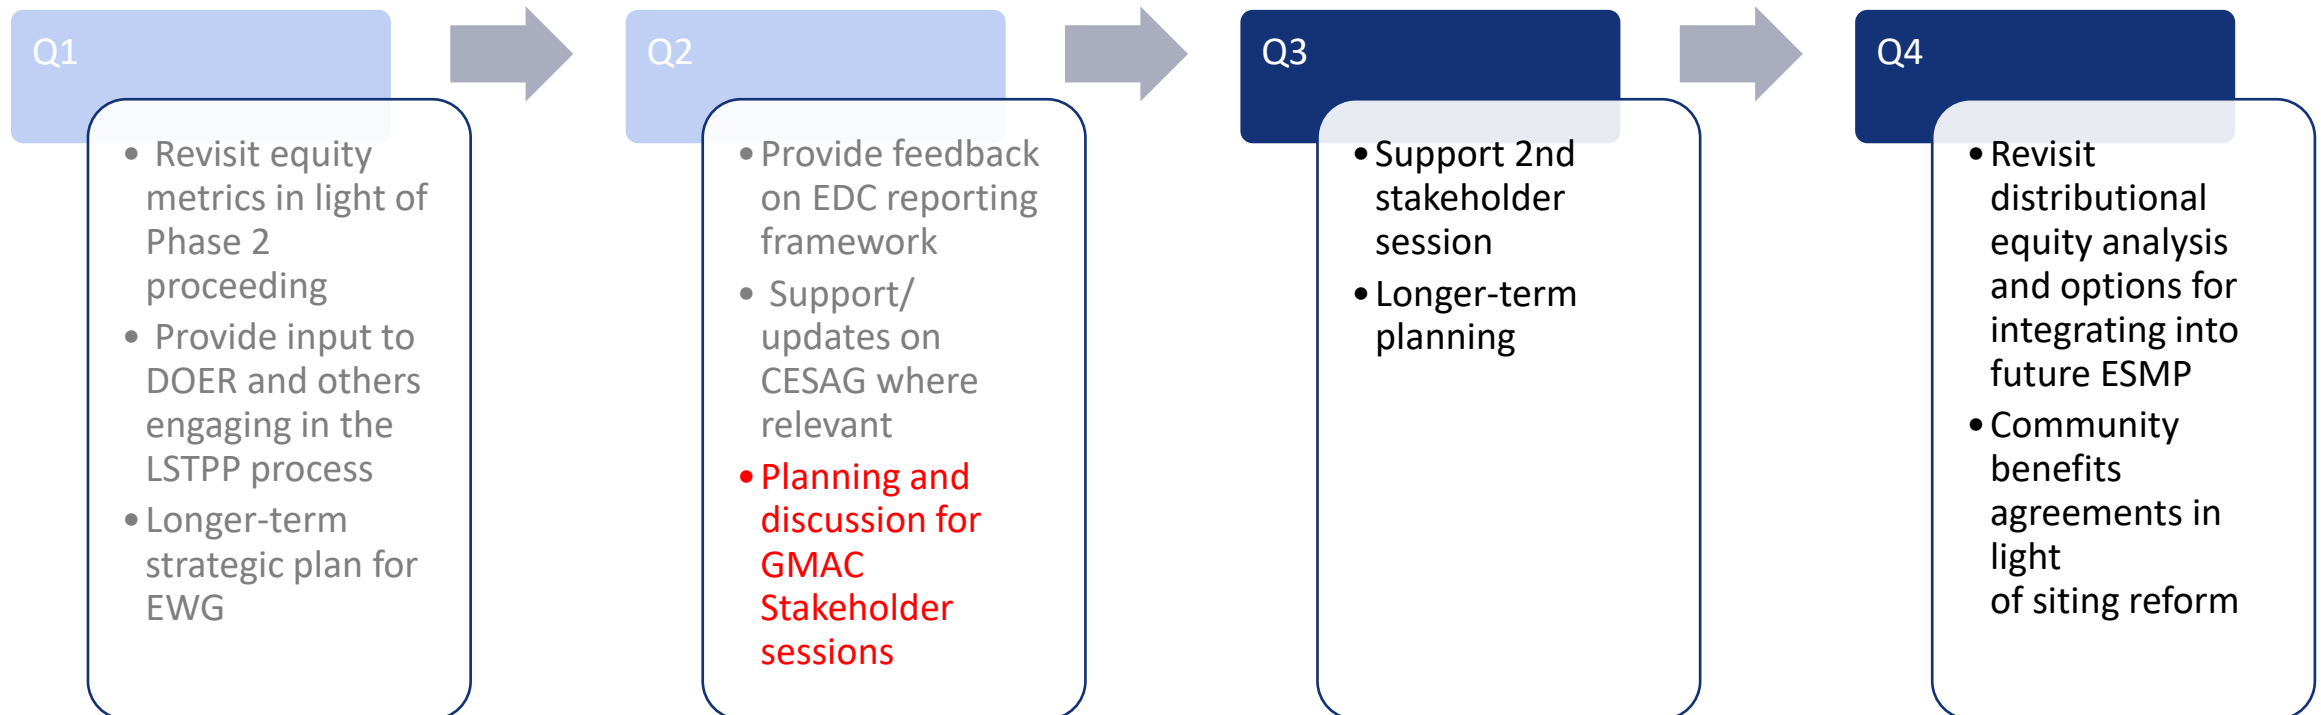 Q1
• Revisit equity
metrics in light of
Phase 2
proceeding
• Provide input to
DOER and others
engaging in the
LSTPP process
• Longer-term
strategic plan for
EWG
Q2
• Provide feedback
on EDC reporting
framework
• Support/
updates on
CESAG where
relevant
• Planning and
discussion for
GMAC
Stakeholder
sessions
Q3
• Support 2nd
stakeholder
session
• Longer-term
planning
Q4
• Revisit
distributional
equity analysis
and options for
integrating into
future ESMP
• Community
benefits
agreements in
light
of siting reform